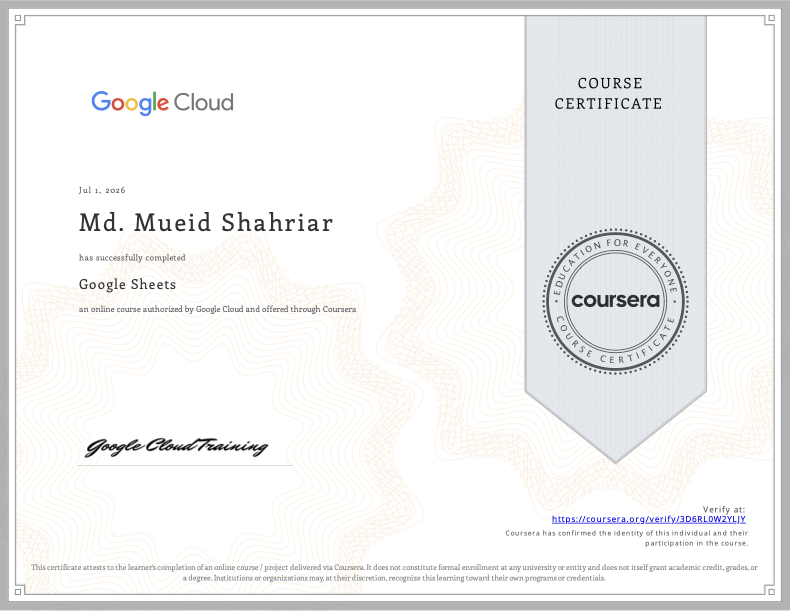 Google Cloud
COURSE
CERTIFICATE
Jul 1, 2026
Md. Mueid Shahriar
has successfully completed
Google Sheets
an online course authorized by Google Cloud and offered through Coursera
EDUCATION FOR EVERYONE
coursera
COURSE CERTIFICATE
Google Cloud Training
Verify at:
https://coursera.org/verify/3D6RL0W2YLJY
Coursera has confirmed the identity of this individual and their
participation in the course.
This certificate attests to the learner's completion of an online course / project delivered via Coursera. It does not constitute formal enrollment at any university or entity and does not itself grant academic credit, grades, or
a degree. Institutions or organizations may, at their discretion, recognize this learning toward their own programs or credentials.